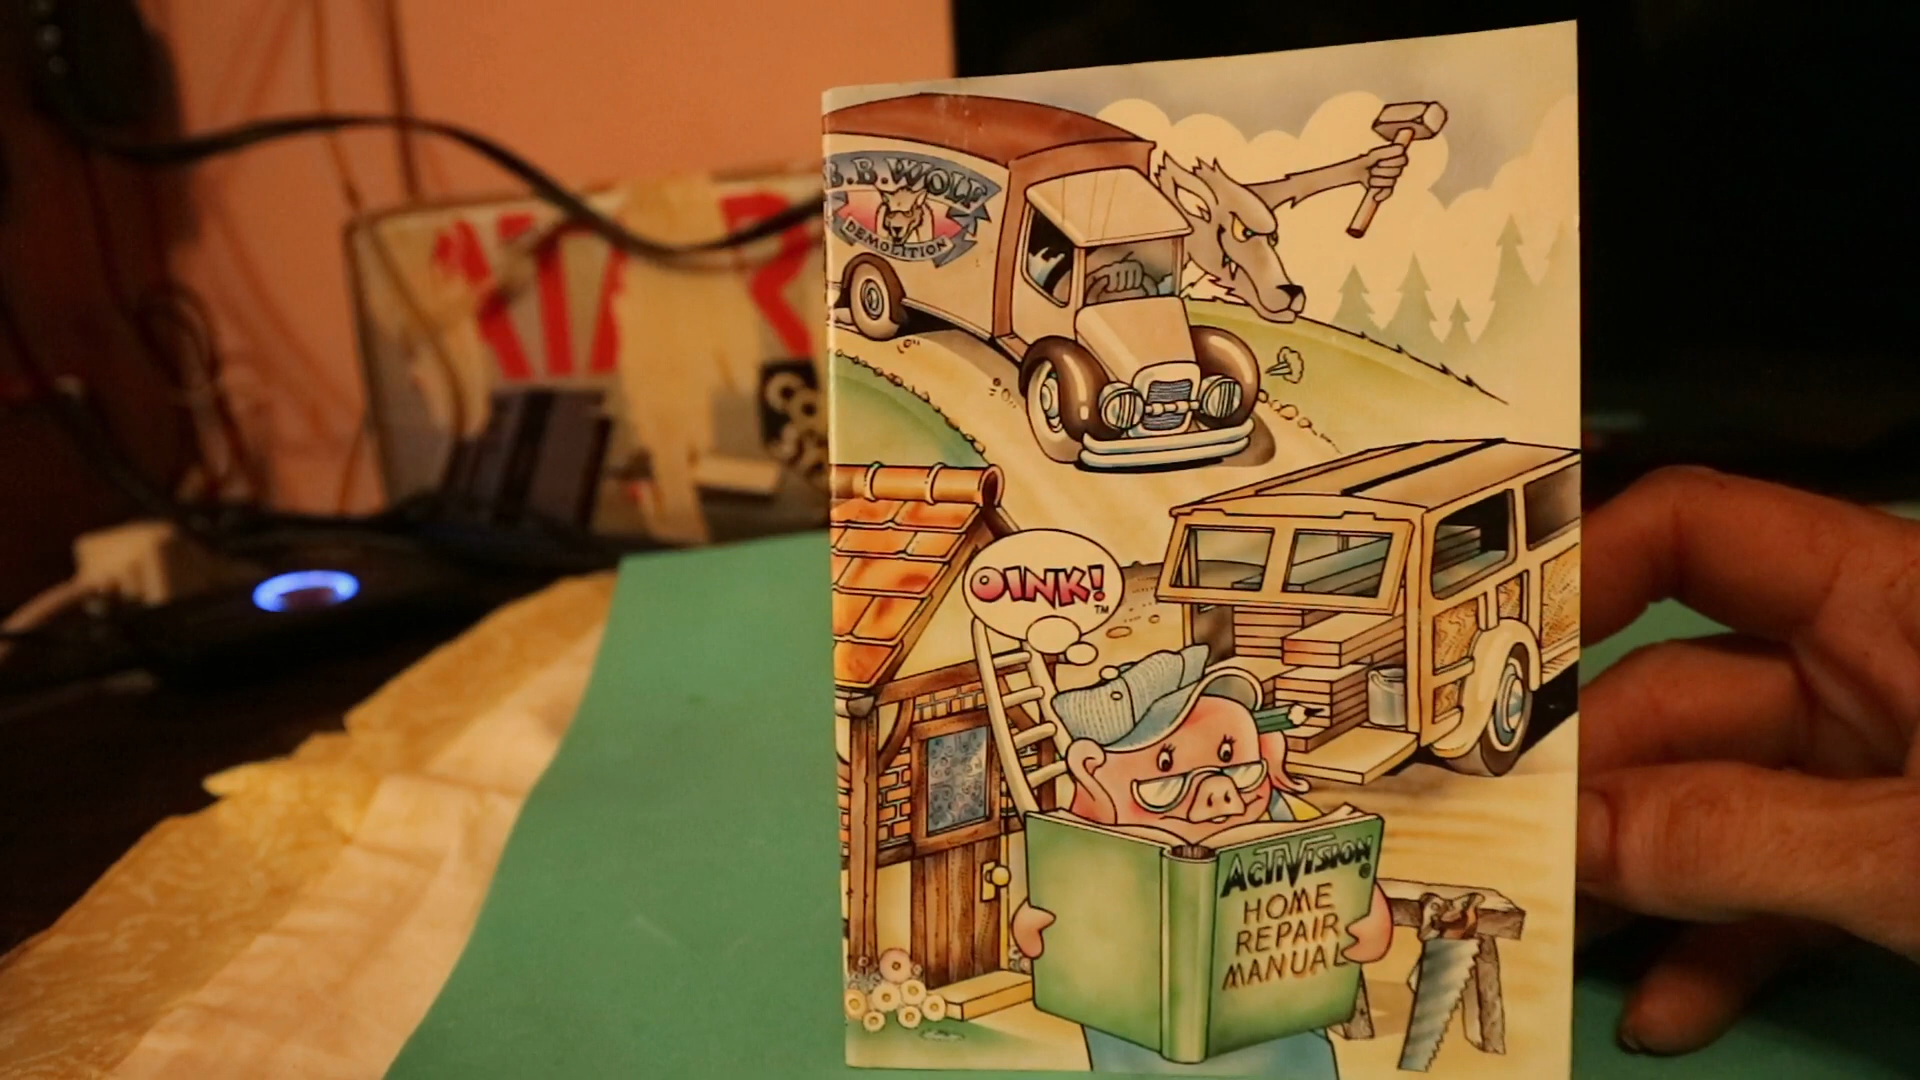 B.B. WOLF
DEMOLITION
OINK!™
ACTIVISION®
HOME
REPAIR
MANUAL